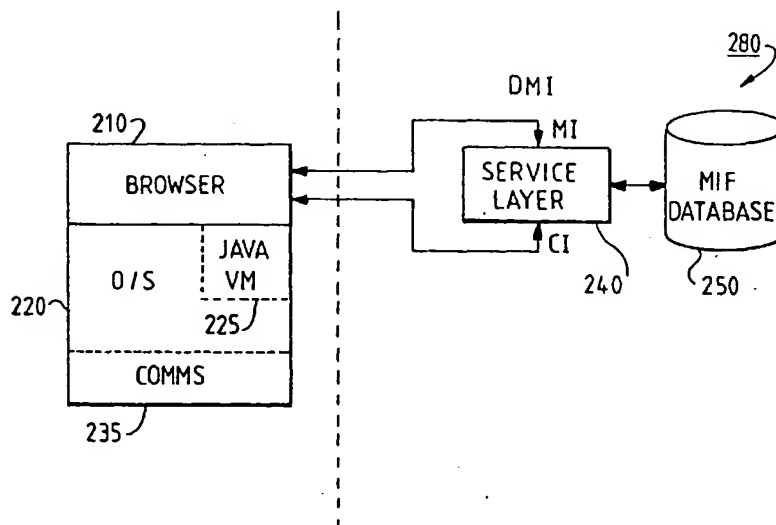 280
DMI
210
MI
BROWSER
SERVICE
LAYER
MIF
DATABASE
O/S
JAVA
VM
CI
220
225
240
250
COMMS
235